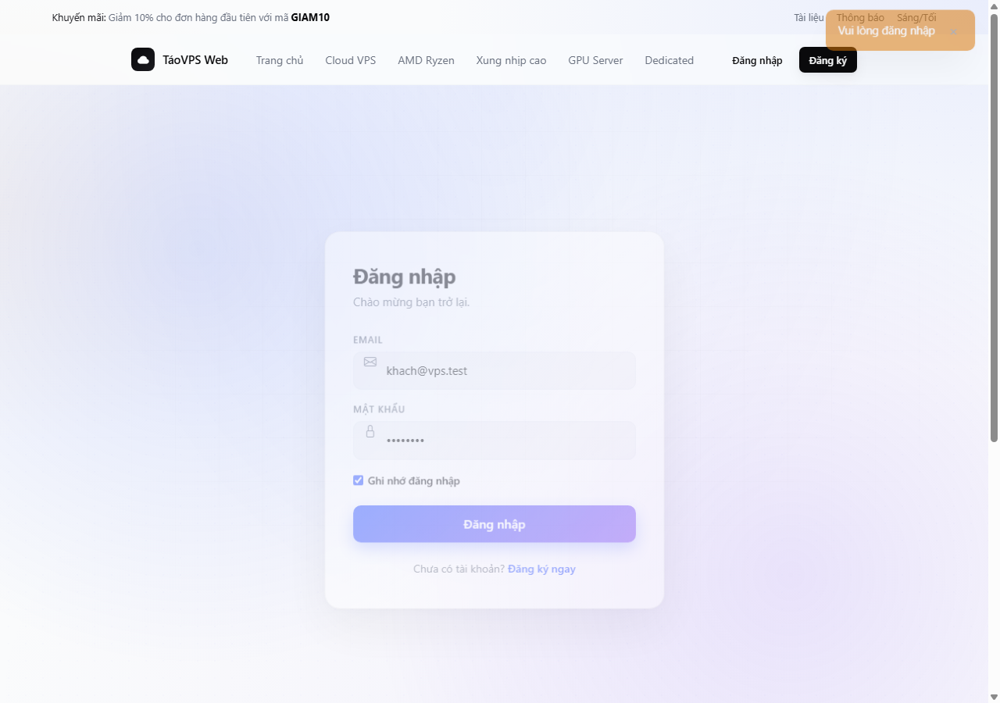 Khuyến mãi: Giảm 10% cho đơn hàng đầu tiên với mã GIAM10
Tài liệu Thông báo Sáng/Tối
Vui lòng đăng nhập ×
TáoVPS Web Trang chủ Cloud VPS AMD Ryzen Xung nhịp cao GPU Server Dedicated Đăng nhập Đăng ký
Đăng nhập
Chào mừng bạn trở lại.
EMAIL
khach@vps.test
MẬT KHẨU
••••••••
Ghi nhớ đăng nhập
Đăng nhập
Chưa có tài khoản? Đăng ký ngay